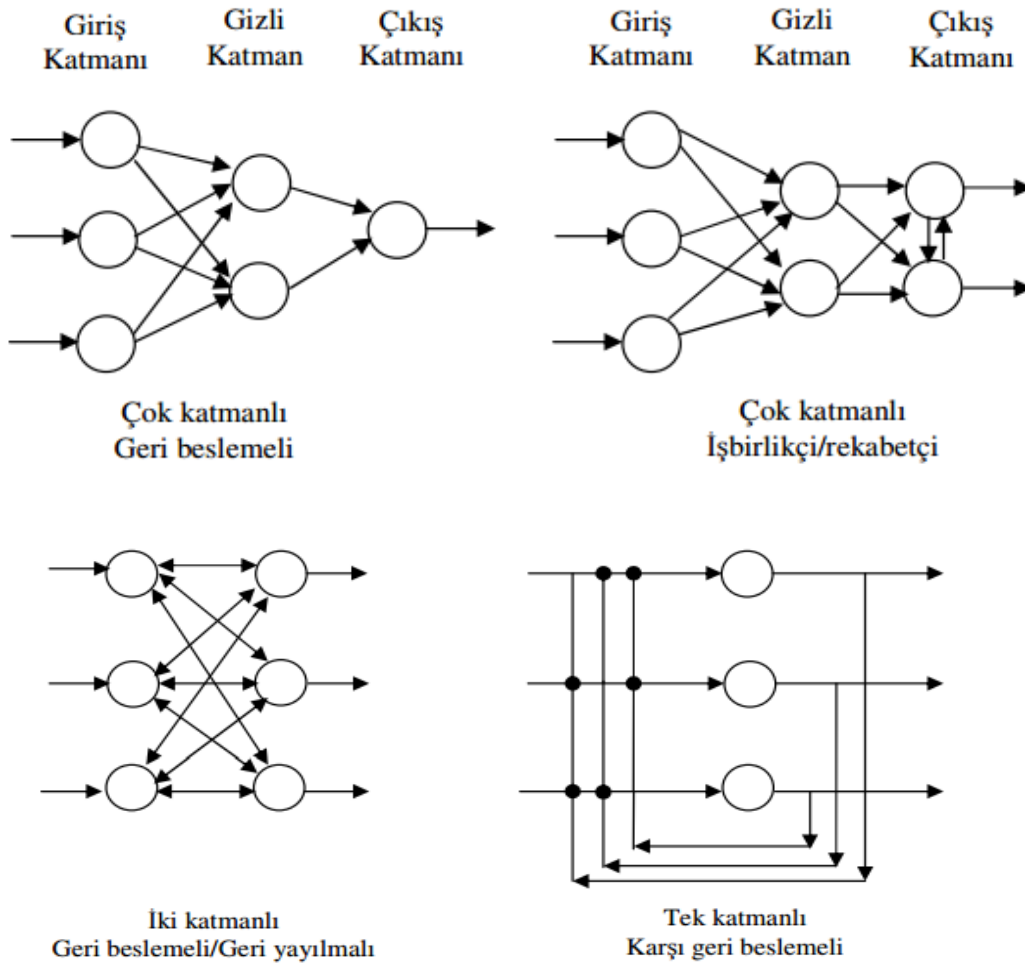 Giriş
Katmanı
Gizli
Katman
Çıkış
Katmanı
Giriş
Katmanı
Gizli
Katman
Çıkış
Katmanı
Çok katmanlı
Geri beslemeli
Çok katmanlı
İşbirlikçi/rekabetçi
İki katmanlı
Geri beslemeli/Geri yayılmalı
Tek katmanlı
Karşı geri beslemeli